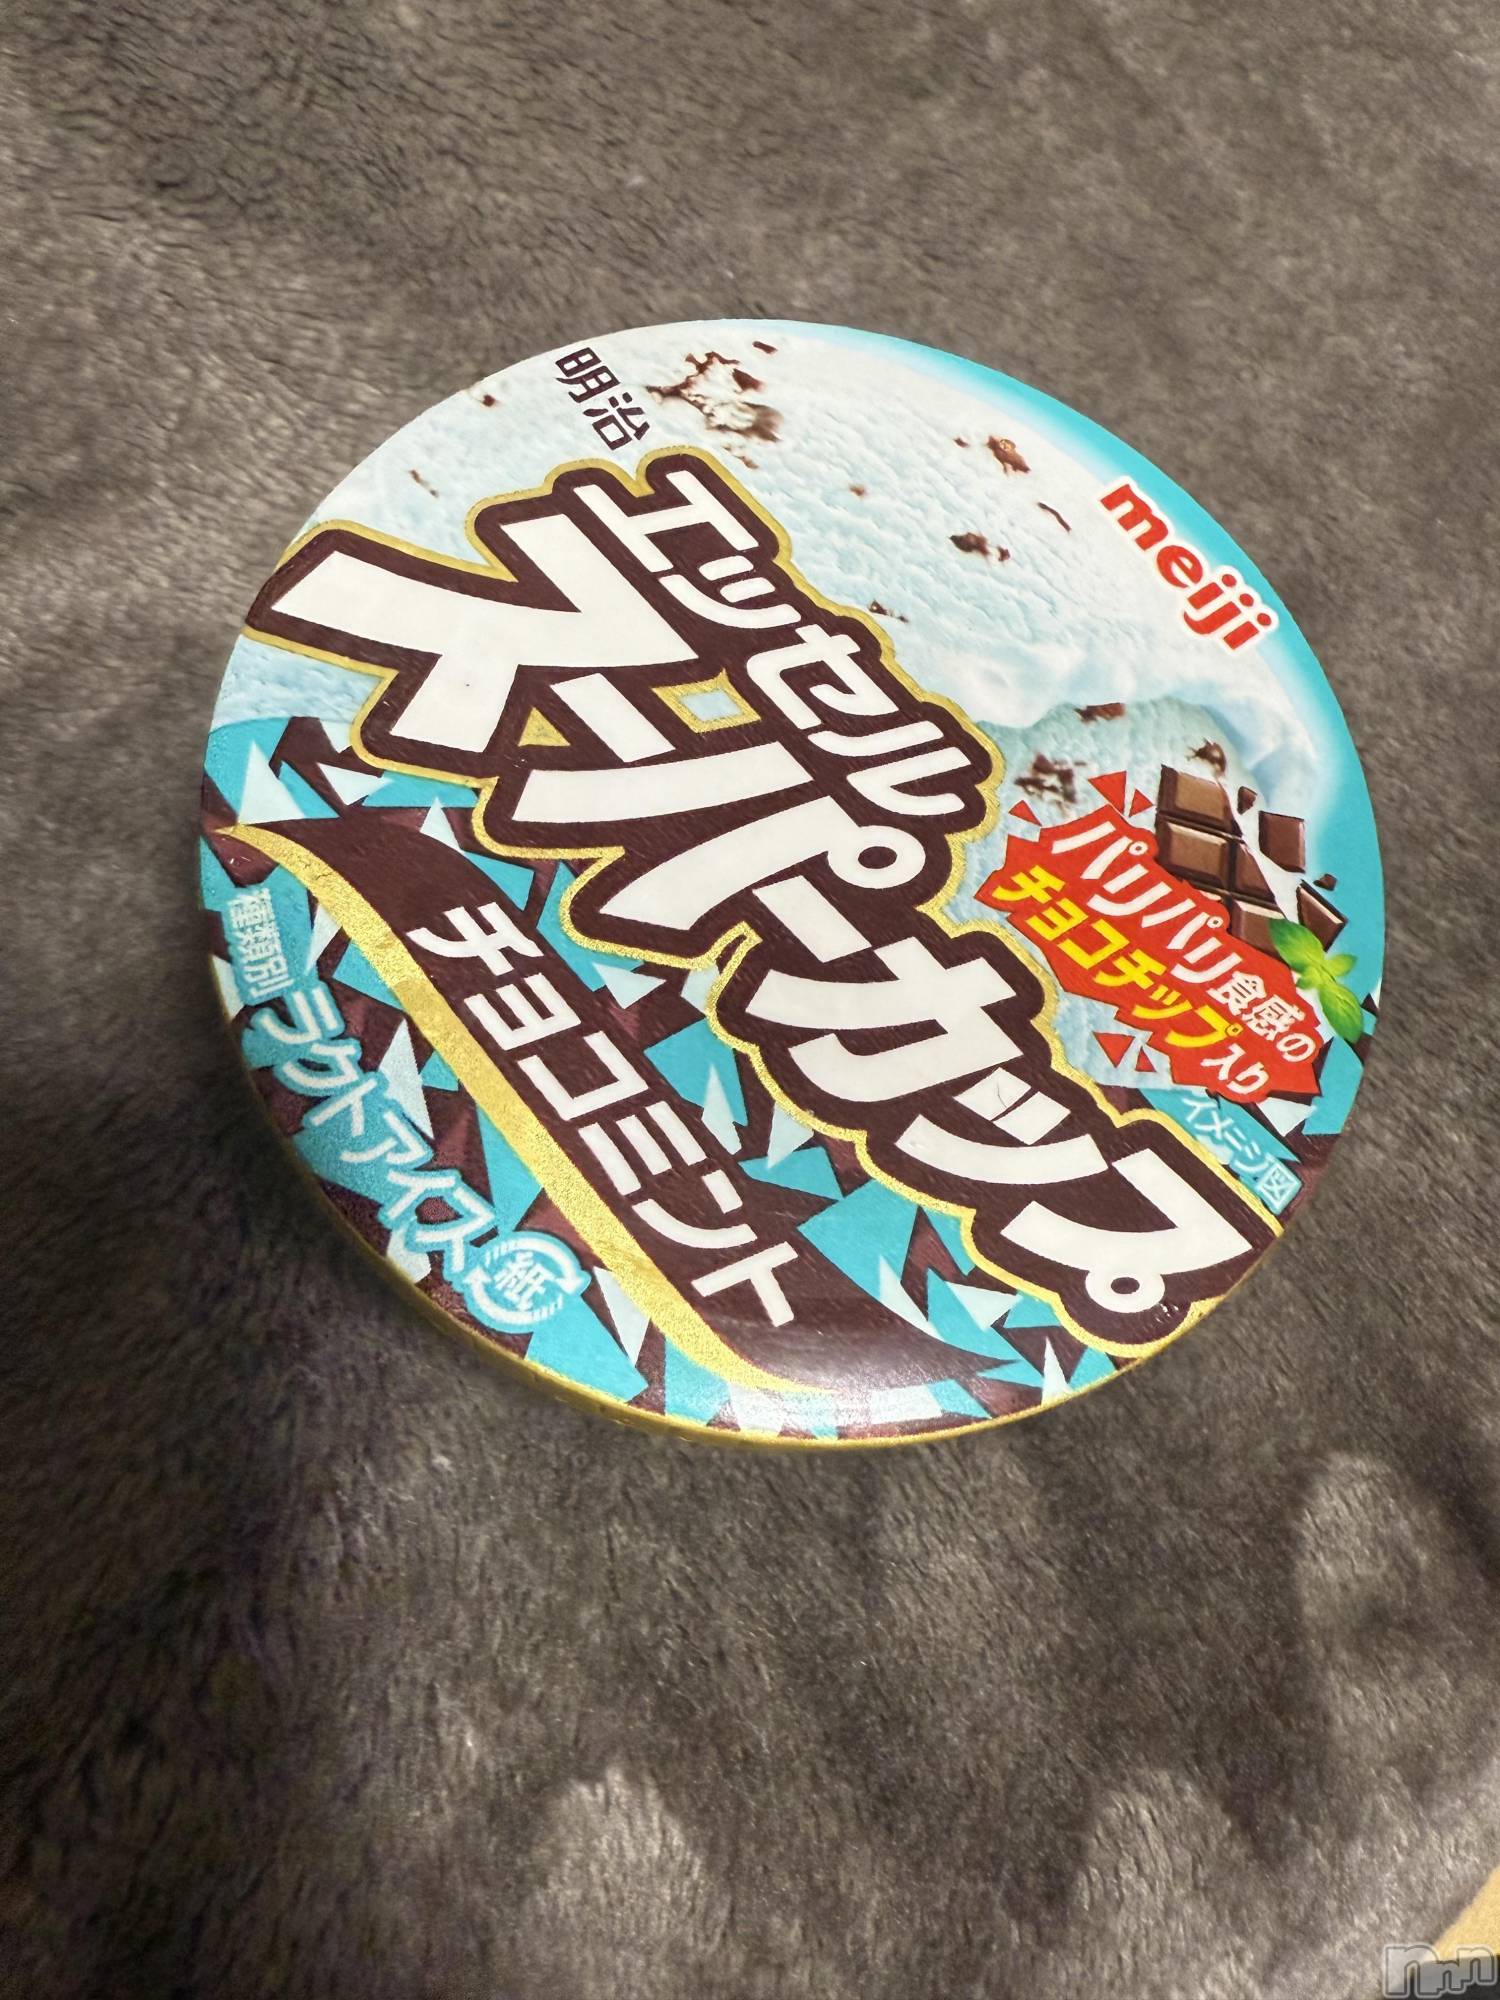 明治
meiji
エッセル
スーパーカップ
チョコミント
パリパリ食感の
チョコチップ入り
イメージ図
種類別 ラクトアイス
紙